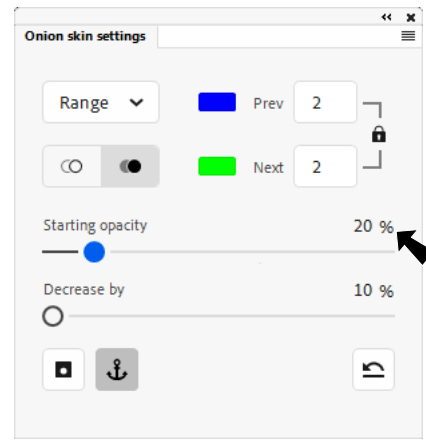 Onion skin settings
Range
Prev 2
Next 2
Starting opacity 20 %
Decrease by 10 %